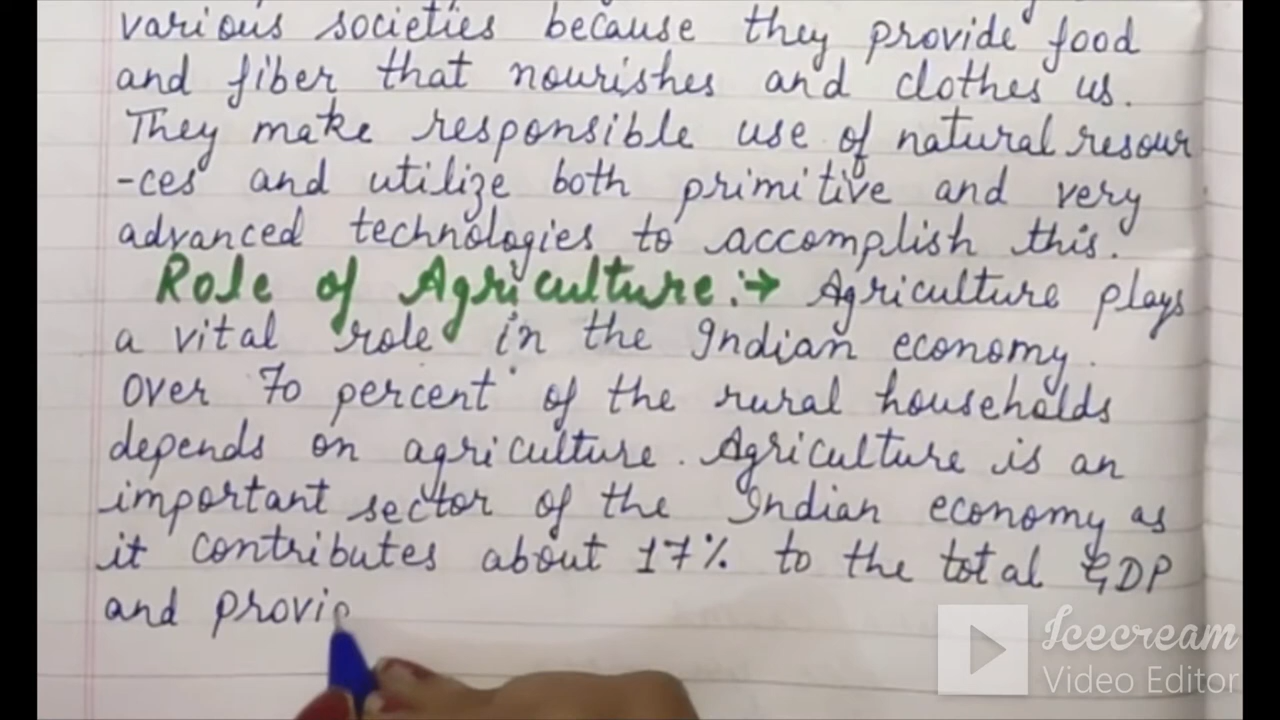 various societies because they provide food
and fiber that nourishes and clothes us.
They make responsible use of natural resour
-ces and utilize both primitive and very
advanced technologies to accomplish this.
Role of Agriculture :→ Agriculture plays
a vital role in the Indian economy.
Over 70 percent of the rural households
depends on agriculture. Agriculture is an
important sector of the Indian economy as
it contributes about 17% to the total GDP
and provi
Icecream
Video Editor